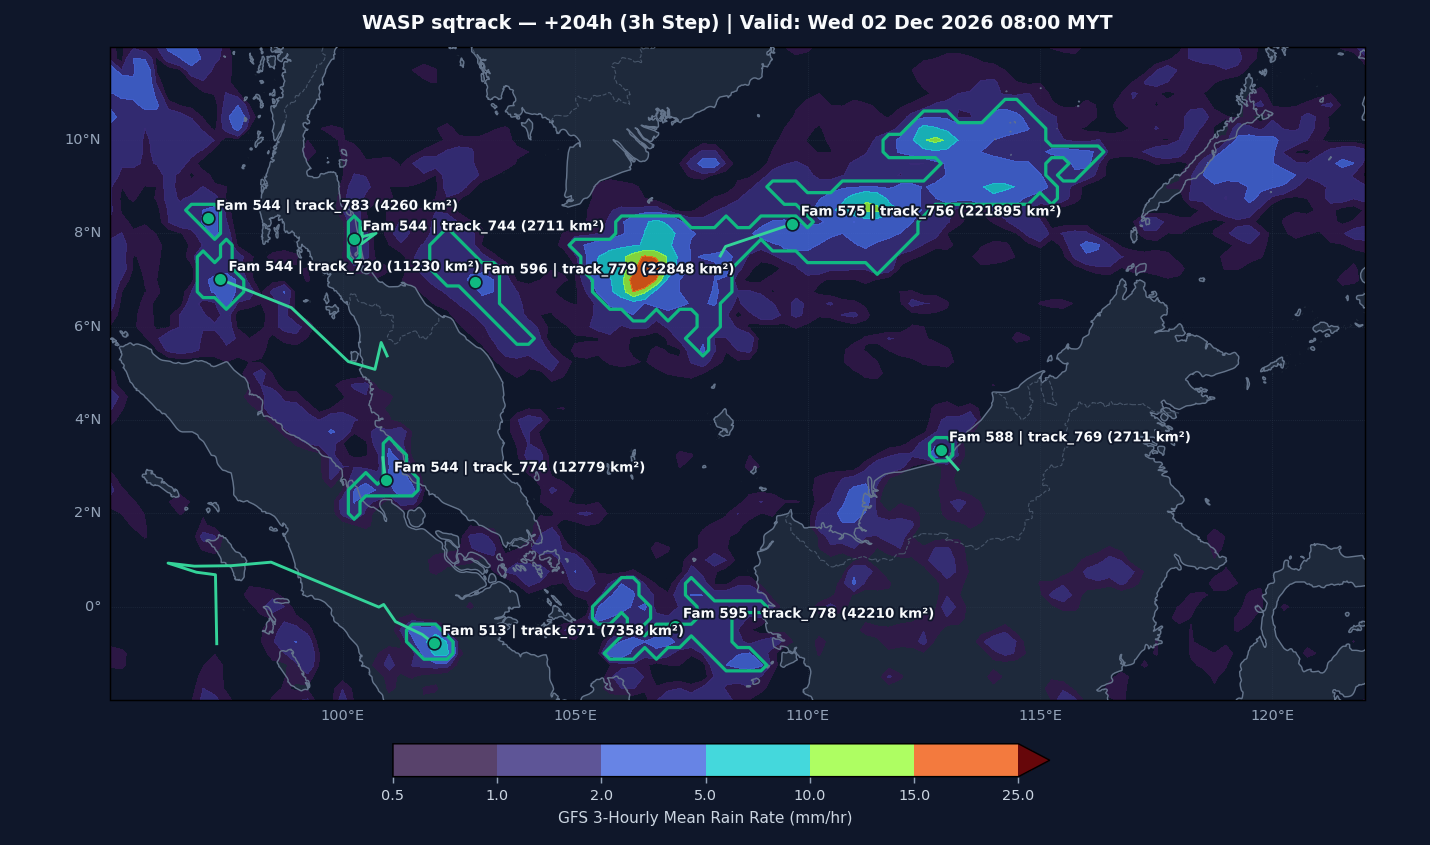 WASP sqtrack — +204h (3h Step) | Valid: Wed 02 Dec 2026 08:00 MYT
10°N
8°N
6°N
4°N
2°N
0°
Fam 544 | track_783 (4260 km²)
Fam 575 | track_756 (221895 km²)
Fam 544 | track_744 (2711 km²)
Fam 544 | track_720 (11230 km²)
Fam 596 | track_779 (22848 km²)
Fam 588 | track_769 (2711 km²)
Fam 544 | track_774 (12779 km²)
Fam 595 | track_778 (42210 km²)
Fam 513 | track_671 (7358 km²)
100°E 105°E 110°E 115°E 120°E
0.5 1.0 2.0 5.0 10.0 15.0 25.0
GFS 3-Hourly Mean Rain Rate (mm/hr)